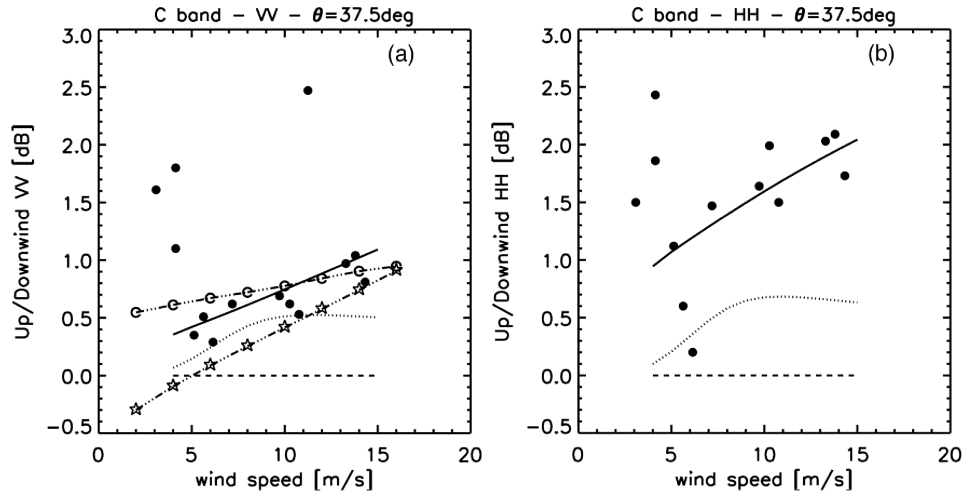 C band – VV – θ=37.5deg
(a)
Up/Downwind VV [dB]
3.0
2.5
2.0
1.5
1.0
0.5
0.0
−0.5
0 5 10 15 20
wind speed [m/s]
C band – HH – θ=37.5deg
(b)
Up/Downwind HH [dB]
3.0
2.5
2.0
1.5
1.0
0.5
0.0
−0.5
0 5 10 15 20
wind speed [m/s]